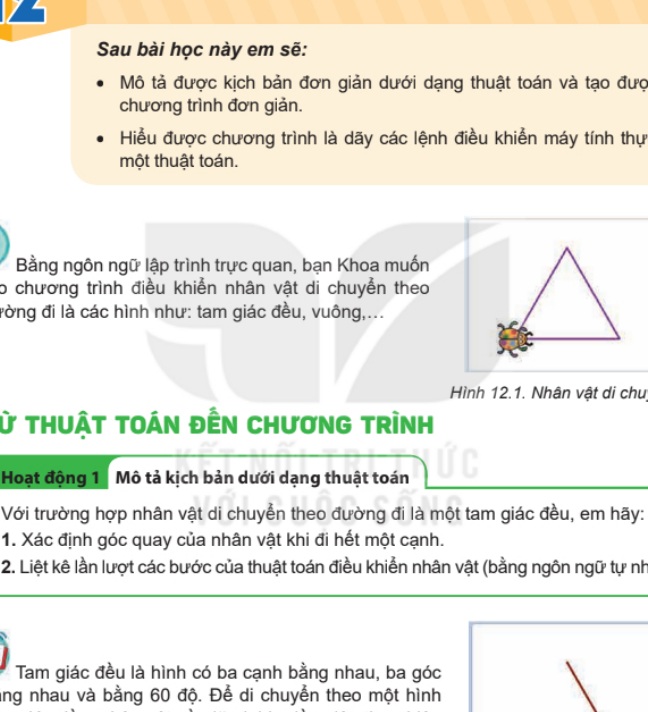 12
Sau bài học này em sẽ:
• Mô tả được kịch bản đơn giản dưới dạng thuật toán và tạo
chương trình đơn giản.
• Hiểu được chương trình là dãy các lệnh điều khiển máy tính
một thuật toán.
Bằng ngôn ngữ lập trình trực quan, bạn Khoa muốn
chương trình điều khiển nhân vật di chuyển theo
đi là các hình như: tam giác đều, vuông,...
Hình 12.1. Nhân vật di
THUẬT TOÁN ĐẾN CHƯƠNG TRÌNH
KẾT NỐI TRI THỨC
Hoạt động 1 Mô tả kịch bản dưới dạng thuật toán
VỚI CUỘC SỐNG
Với trường hợp nhân vật di chuyển theo đường đi là một tam giác đều, em hãy:
1. Xác định góc quay của nhân vật khi đi hết một cạnh.
2. Liệt kê lần lượt các bước của thuật toán điều khiển nhân vật (bằng ngôn ngữ tự
Tam giác đều là hình có ba cạnh bằng nhau, ba góc
nhau và bằng 60 độ. Để di chuyển theo một hình